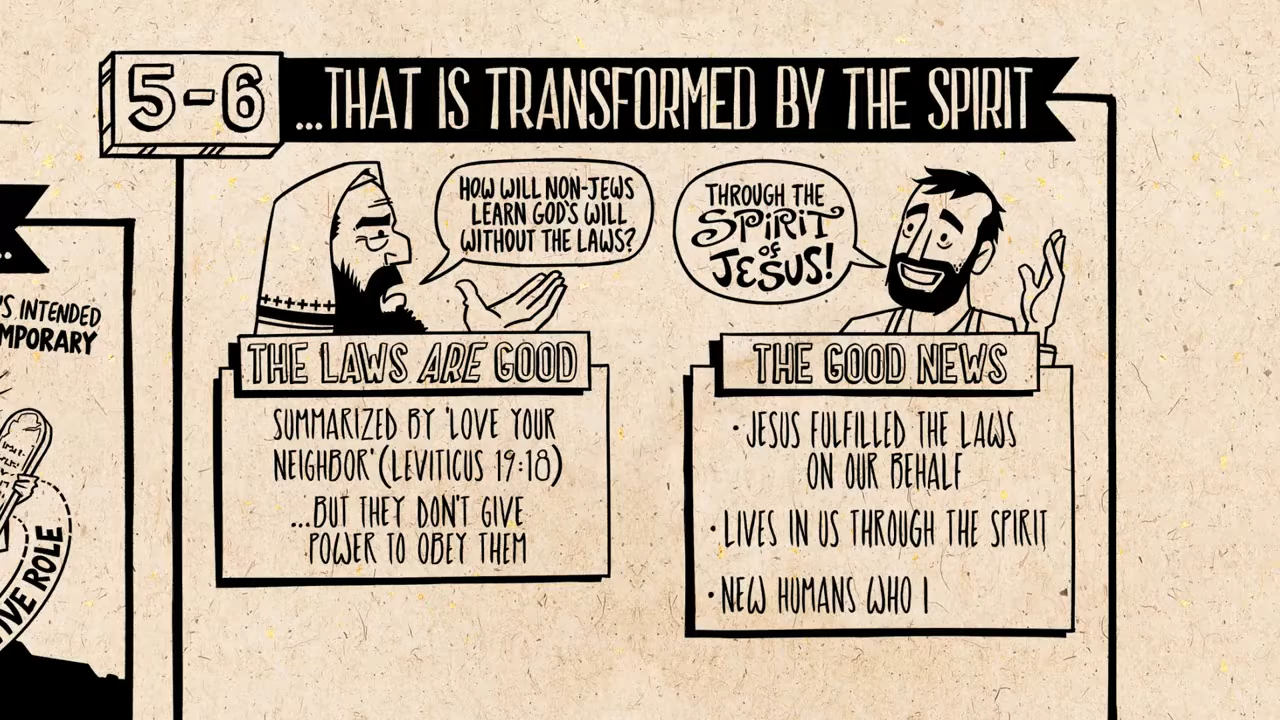 5-6
...THAT IS TRANSFORMED BY THE SPIRIT
...
'S INTENDED
MPORARY
TIVE ROLE
HOW WILL NON-JEWS
LEARN GOD'S WILL
WITHOUT THE LAWS?
THROUGH THE
SPIRIT
OF
JESUS!
THE LAWS ARE GOOD
SUMMARIZED BY 'LOVE YOUR
NEIGHBOR' (LEVITICUS 19:18)
...BUT THEY DON'T GIVE
POWER TO OBEY THEM
THE GOOD NEWS
• JESUS FULFILLED THE LAWS
ON OUR BEHALF
• LIVES IN US THROUGH THE SPIRIT
• NEW HUMANS WHO